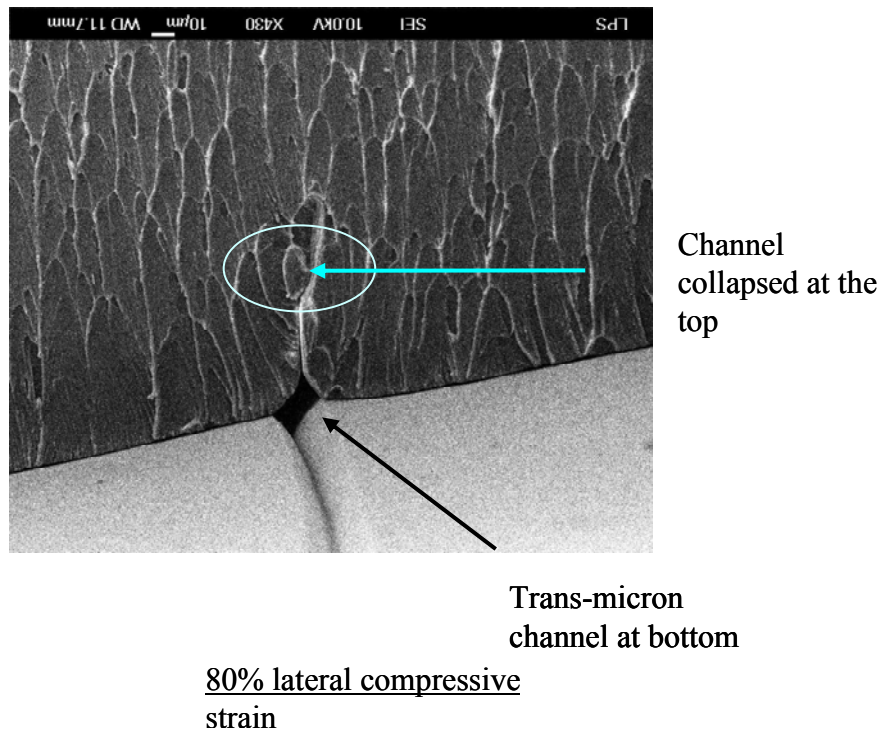 LPS SEI 10.0KV X430 10µm WD 11.7mm
Channel
collapsed at the
top
Trans-micron
channel at bottom
80% lateral compressive
strain